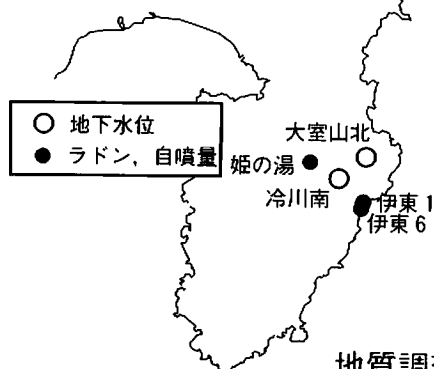 地下水位
ラドン, 自噴量
大室山北
姫の湯
冷川南
伊東 1
伊東 6